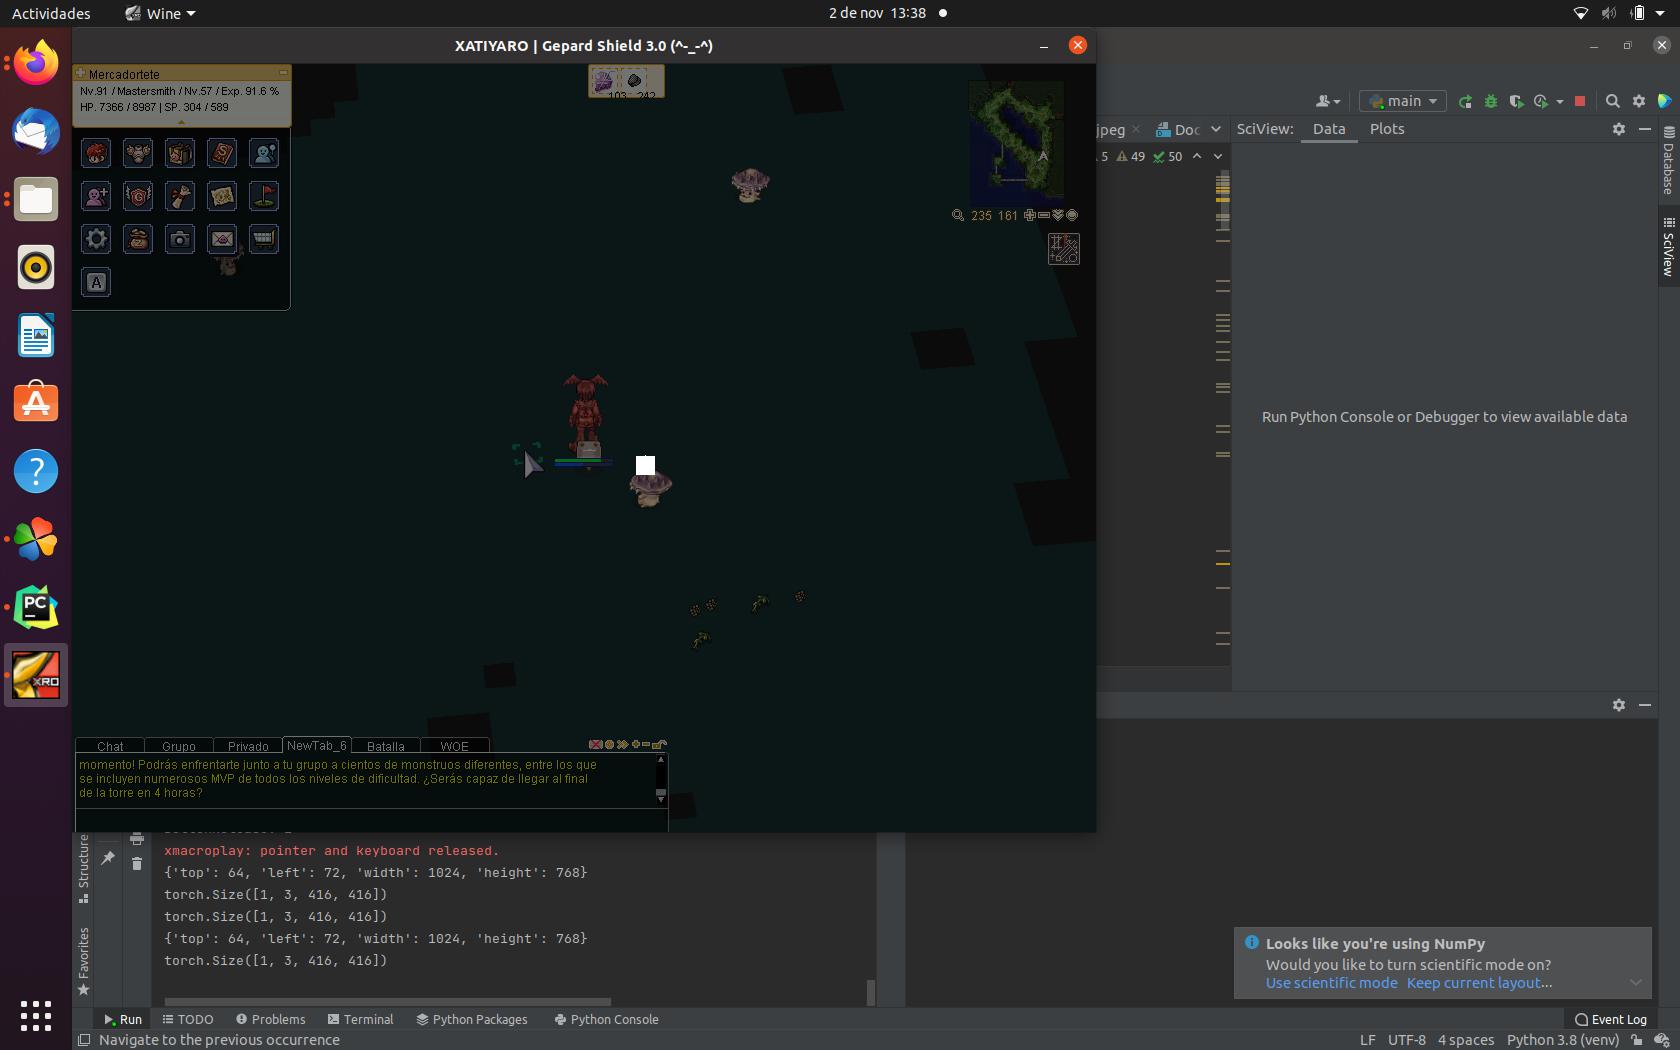 Actividades
Wine
2 de nov 13:38
XATIYARO | Gepard Shield 3.0 (^-_-^)
Mercadortete
Nv.91 / Mastersmith / Nv.57 / Exp. 91.6 %
HP. 7366 / 8987 | SP. 304 / 589
103 242
235 161
A
main
jpeg
Doc
SciView:
Data
Plots
5
49
50
Run Python Console or Debugger to view available data
Database
SciView
PC
XRO
Chat
Grupo
Privado
NewTab_6
Batalla
WOE
momento! Podrás enfrentarte junto a tu grupo a cientos de monstruos diferentes, entre los que
se incluyen numerosos MVP de todos los niveles de dificultad. ¿Serás capaz de llegar al final
de la torre en 4 horas?
Structure
Favorites
xmacroplay: pointer and keyboard released.
{'top': 64, 'left': 72, 'width': 1024, 'height': 768}
torch.Size([1, 3, 416, 416])
torch.Size([1, 3, 416, 416])
{'top': 64, 'left': 72, 'width': 1024, 'height': 768}
torch.Size([1, 3, 416, 416])
Looks like you're using NumPy
Would you like to turn scientific mode on?
Use scientific mode Keep current layout...
Run
TODO
Problems
Terminal
Python Packages
Python Console
Event Log
Navigate to the previous occurrence
LF UTF-8 4 spaces Python 3.8 (venv)